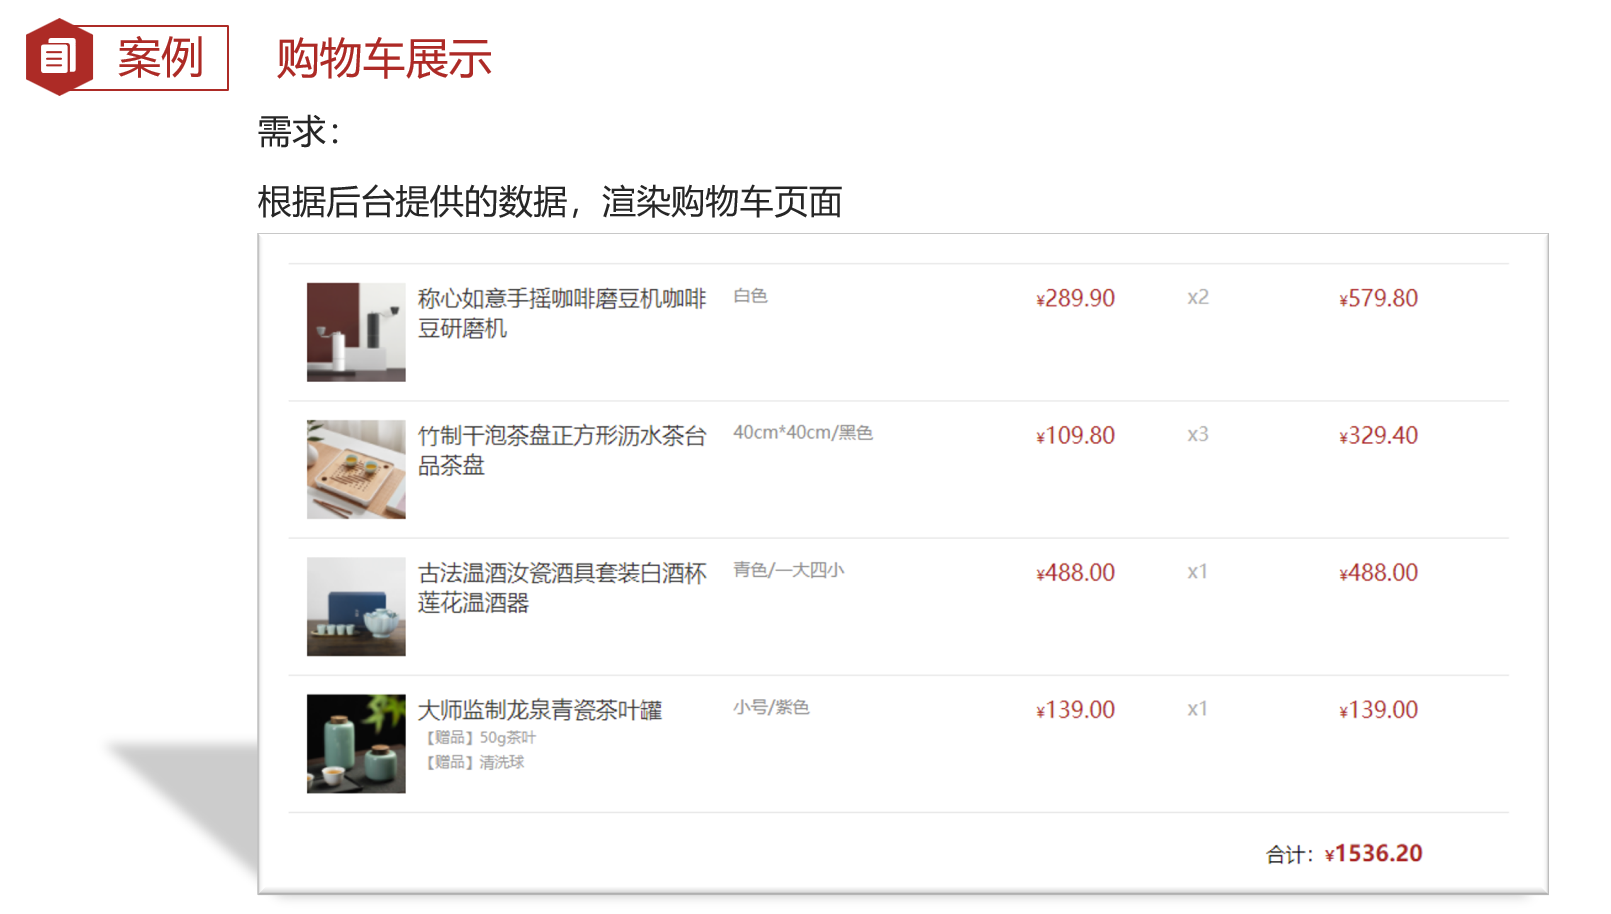 案例
购物车展示
需求：
根据后台提供的数据，渲染购物车页面
称心如意手摇咖啡磨豆机咖啡 白色 ¥289.90 x2 ¥579.80
豆研磨机
竹制干泡茶盘正方形沥水茶台 40cm*40cm/黑色 ¥109.80 x3 ¥329.40
品茶盘
古法温酒汝瓷酒具套装白酒杯 青色/一大四小 ¥488.00 x1 ¥488.00
莲花温酒器
大师监制龙泉青瓷茶叶罐 小号/紫色 ¥139.00 x1 ¥139.00
【赠品】50g茶叶
【赠品】清洗球
合计：¥1536.20